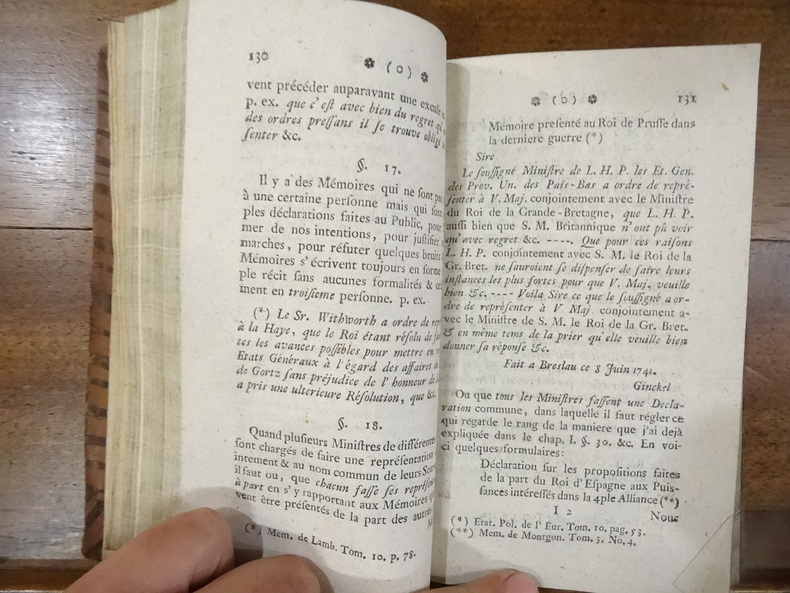 130
❃ (0) ❃
vent précéder auparavant une excuse
p. ex. que c'est avec bien du regret qu'
des ordres pressans il se trouve obligé
senter &c.
§. 17.
Il y a des Mémoires qui ne sont pas
à une certaine personne mais qui sont
ples déclarations faites au Public, pour
mer de nos intentions, pour justifier
marches, pour réfuter quelques bruits
Mémoires s'écrivent toujours en forme
ple récit sans aucunes formalités &
ment en troisieme personne. p. ex.
(*) Le Sr. Withworth a ordre de
à la Haye, que le Roi étant résolu de
tes les avances possibles pour mettre en
Etats Généraux à l'égard des affaires
de Gortz sans préjudice de l'honneur de
a pris une ulterieure Résolution, que &c.
§. 18.
Quand plusieurs Ministres de différentes
sont chargés de faire une représentation
intement & au nom commun de leurs
il faut ou, que chacun fasse ses
à part en s'y rapportant aux Mémoires
vent être présentés de la part des autres
(*) Mem. de Lamb. Tom. 10. p. 78.
❃ (0) ❃
131
Mémoire presenté au Roi de Prusse dans
la derniere guerre (*)
Sire
Le soussigné Ministre de L. H. P. les Et. Gen.
des Prov. Un. des Païs-Bas a ordre de repré-
senter à V. Maj. conjointement avec le Ministre
du Roi de la Grande-Bretagne, que L. H. P.
aussi bien que S. M. Britannique n'ont pû voir
qu'avec regret &c. ----. Que pour ces raisons
L. H. P. conjointement avec S. M. le Roi de la
Gr. Bret. ne sauroient se dispenser de faire leurs
instances les plus fortes pour que V. Maj. veuille
bien &c. ---- Voila Sire ce que le soussigné a or-
dre de représenter à V. Maj conjointement a-
vec le Ministre de S. M. le Roi de la Gr. Bret.
& en même tems de la prier qu'elle veuille bien
donner sa réponse &c.
Fait a Breslau ce 8 Juin 1741.
Ginckel
Ou que tous les Ministres fassent une Decla-
ration commune, dans laquelle il faut régler ce
qui regarde le rang de la maniere que j'ai dejà
expliquée dans le chap. I. §. 30. &c. En voi-
ci quelques formulaires:
Déclaration sur les propositions faites
de la part du Roi d'Espagne aux Puis-
sances intéressés dans la 4ple Alliance (**)
I 2
Nous
(*) Etat. Pol. de l'Eur. Tom. 10. pag. 53.
(**) Mem. de Montgon. Tom. 3. No. 4.